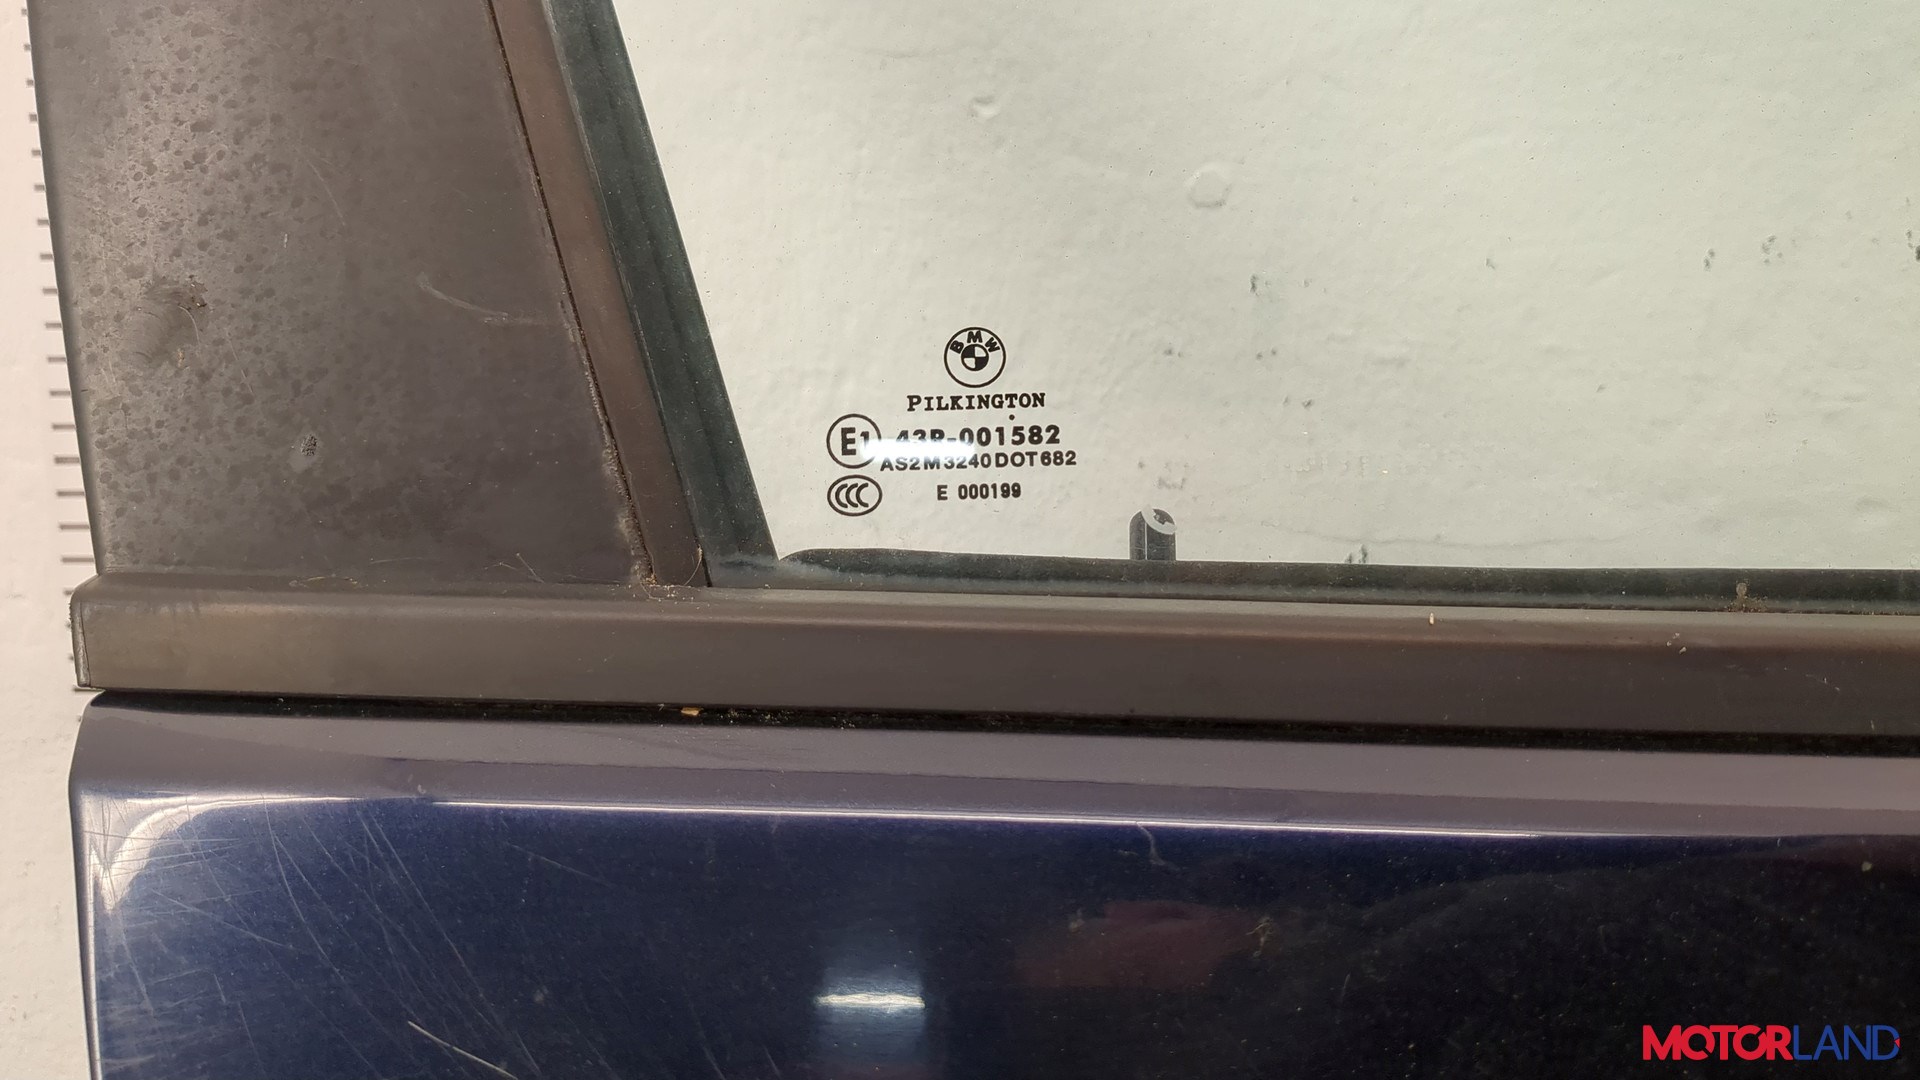 BMW
PILKINGTON
E1 43R-001582
AS2M3240DOT682
CCC E 000199
MOTORLAND